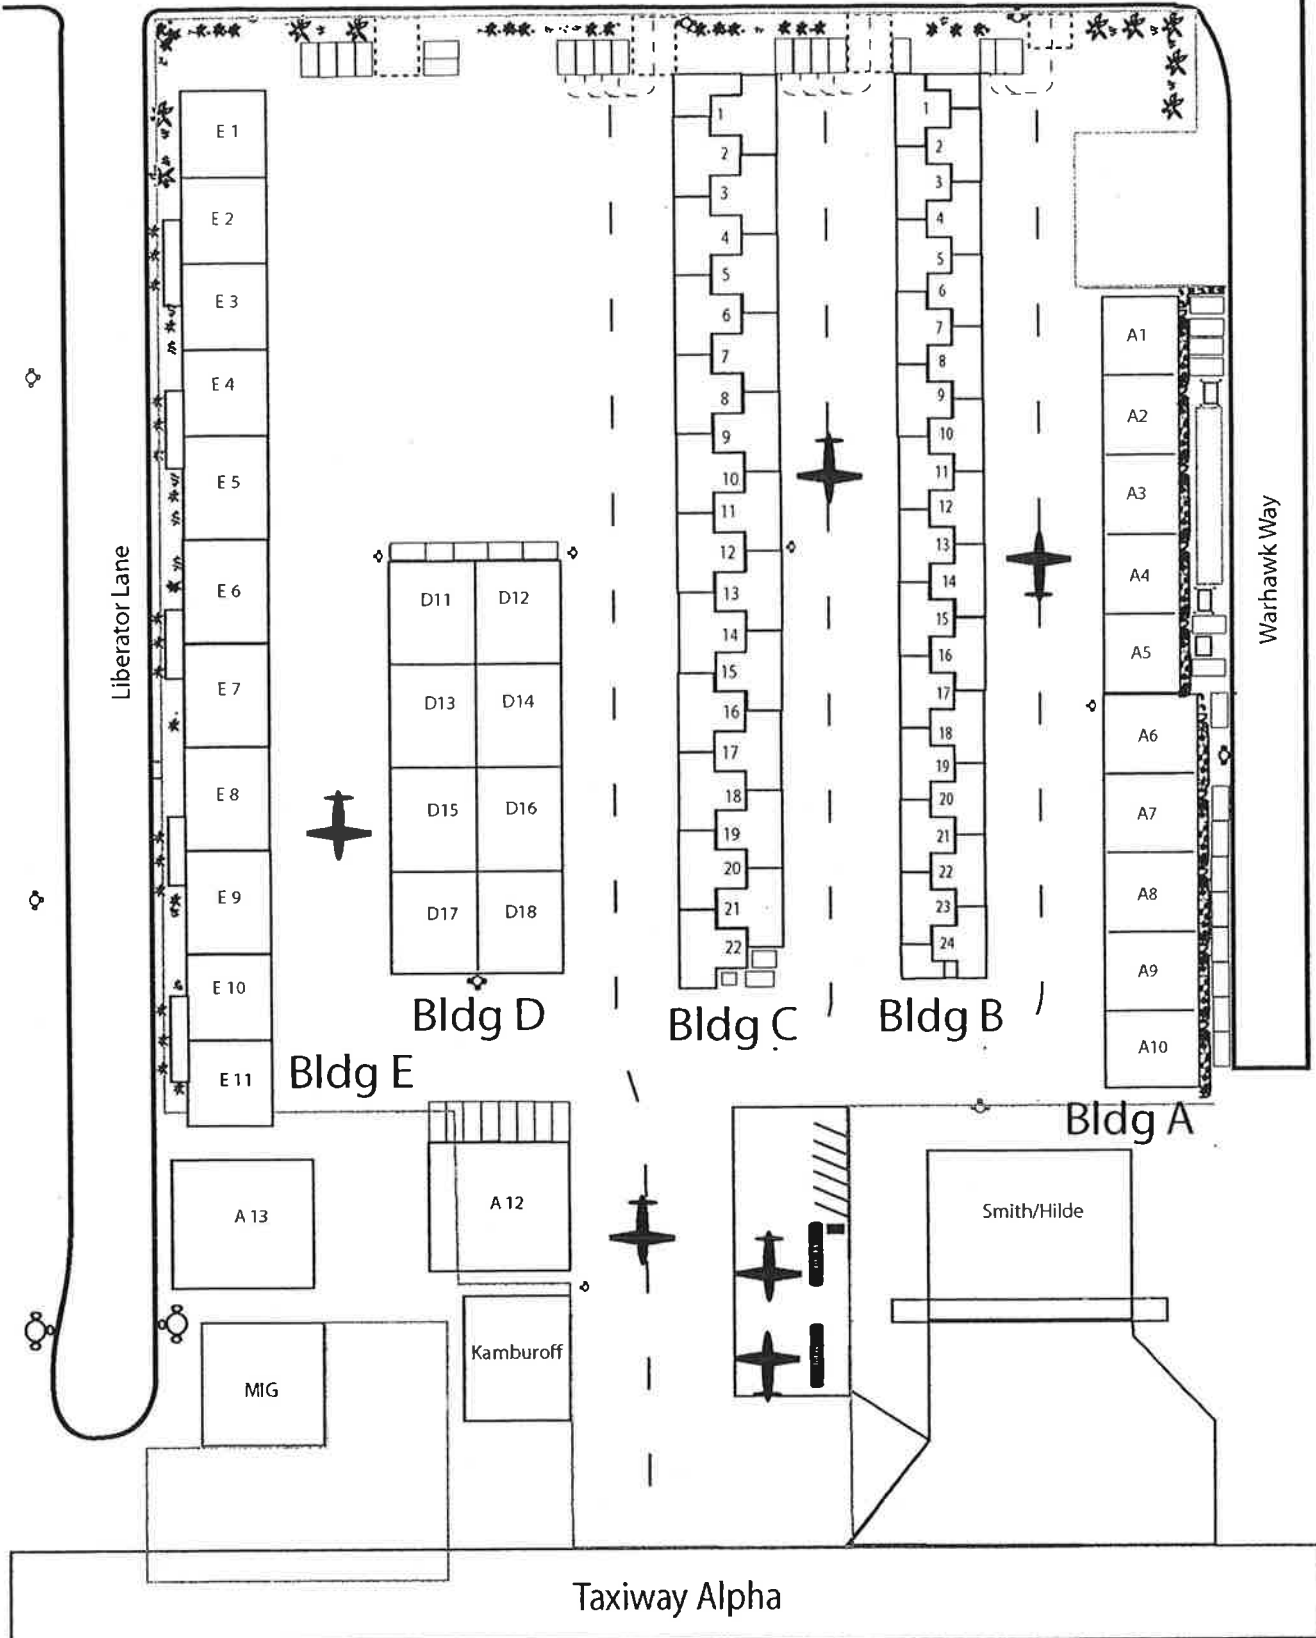 E 1
E 2
E 3
E 4
E 5
E 6
E 7
E 8
E 9
E 10
E 11
Bldg E
Liberator Lane
D11 D12
D13 D14
D15 D16
D17 D18
Bldg D
1
2
3
4
5
6
7
8
9
10
11
12
13
14
15
16
17
18
19
20
21
22
Bldg C
1
2
3
4
5
6
7
8
9
10
11
12
13
14
15
16
17
18
19
20
21
22
23
24
Bldg B
A1
A2
A3
A4
A5
A6
A7
A8
A9
A10
Bldg A
Warhawk Way
A 13
A 12
Smith/Hilde
Kamburoff
MIG
Taxiway Alpha